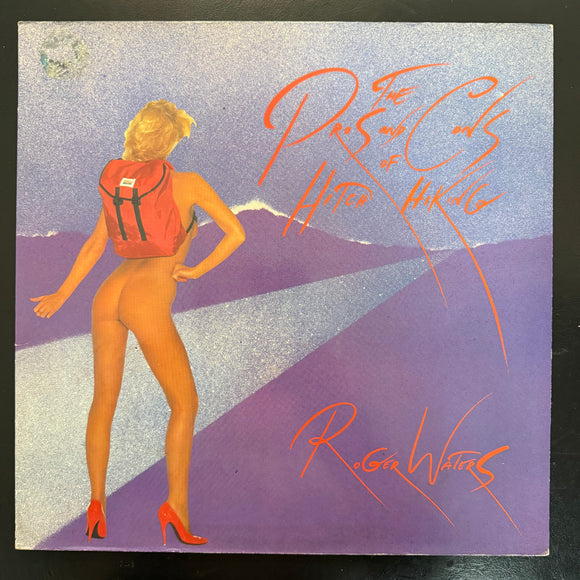 The
Pros and Cons
of
Hitch Hiking
Roger Waters